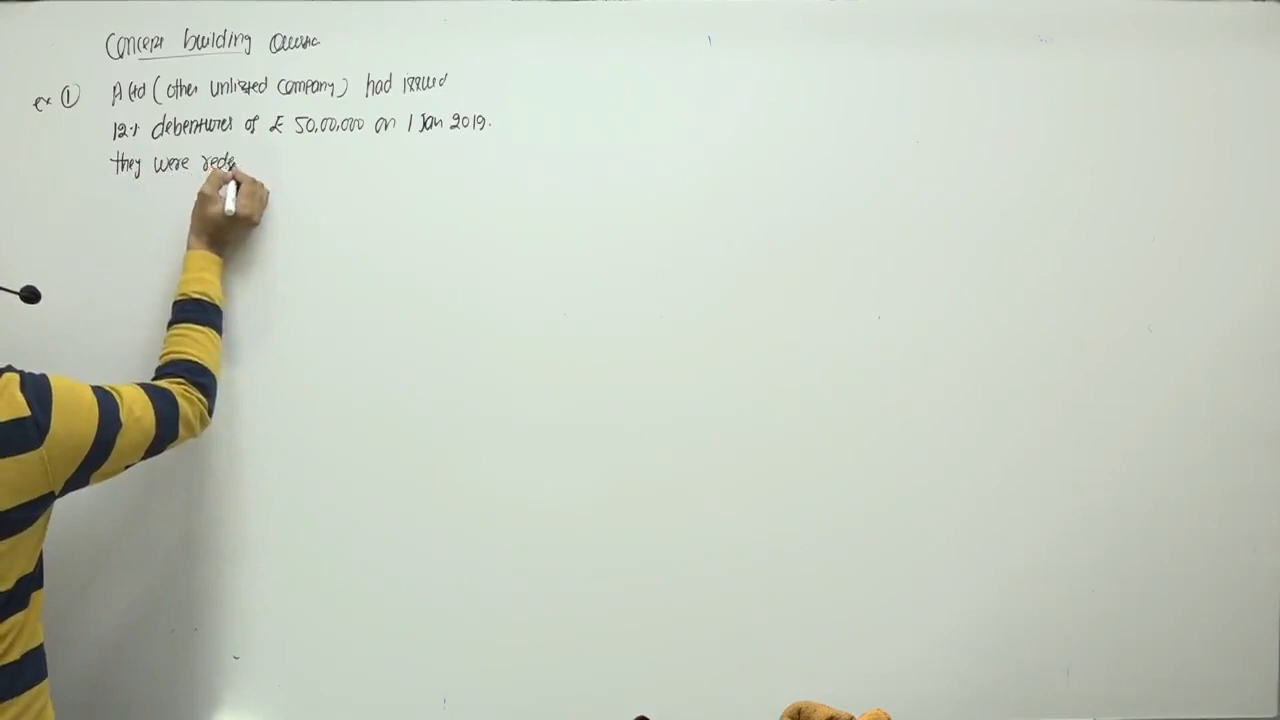 Concept building Question
ex ① A Ltd (other unlisted company) had issued
12% debentures of ₹ 50,00,000 on 1 Jan 2019.
they were rede